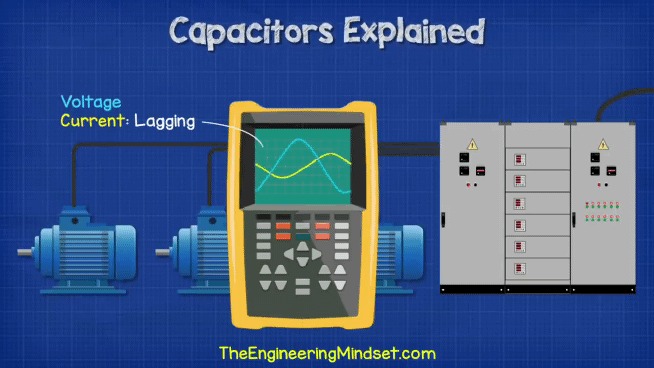 Capacitors Explained
Voltage
Current: Lagging
TheEngineeringMindset.com